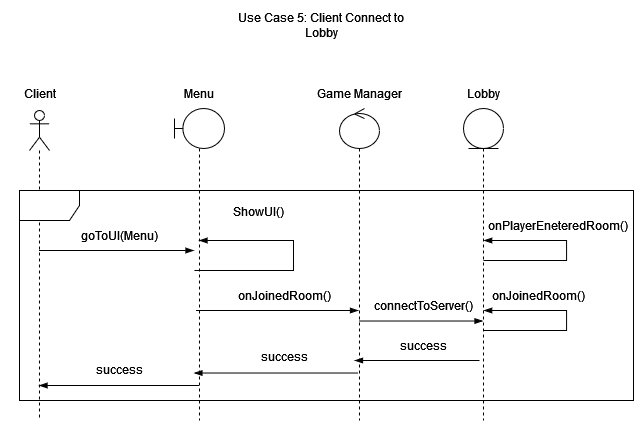 Use Case 5: Client Connect to
Lobby
Client
Menu
Game Manager
Lobby
ShowUI()
onPlayerEneteredRoom()
goToUI(Menu)
onJoinedRoom()
onJoinedRoom()
connectToServer()
success
success
success